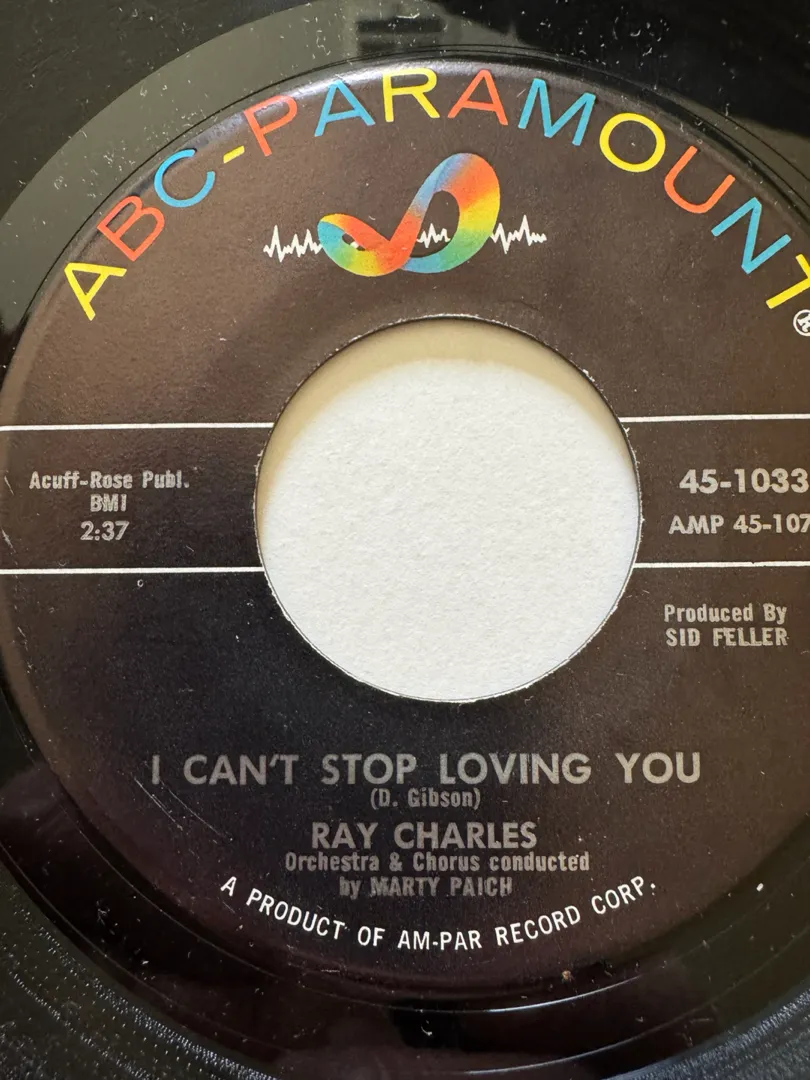 ABC-PARAMOUNT®
Acuff-Rose Publ.
BMI
2:37
45-1033
AMP 45-107
Produced By
SID FELLER
I CAN'T STOP LOVING YOU
(D. Gibson)
RAY CHARLES
Orchestra & Chorus conducted
by MARTY PAICH
A PRODUCT OF AM-PAR RECORD CORP.